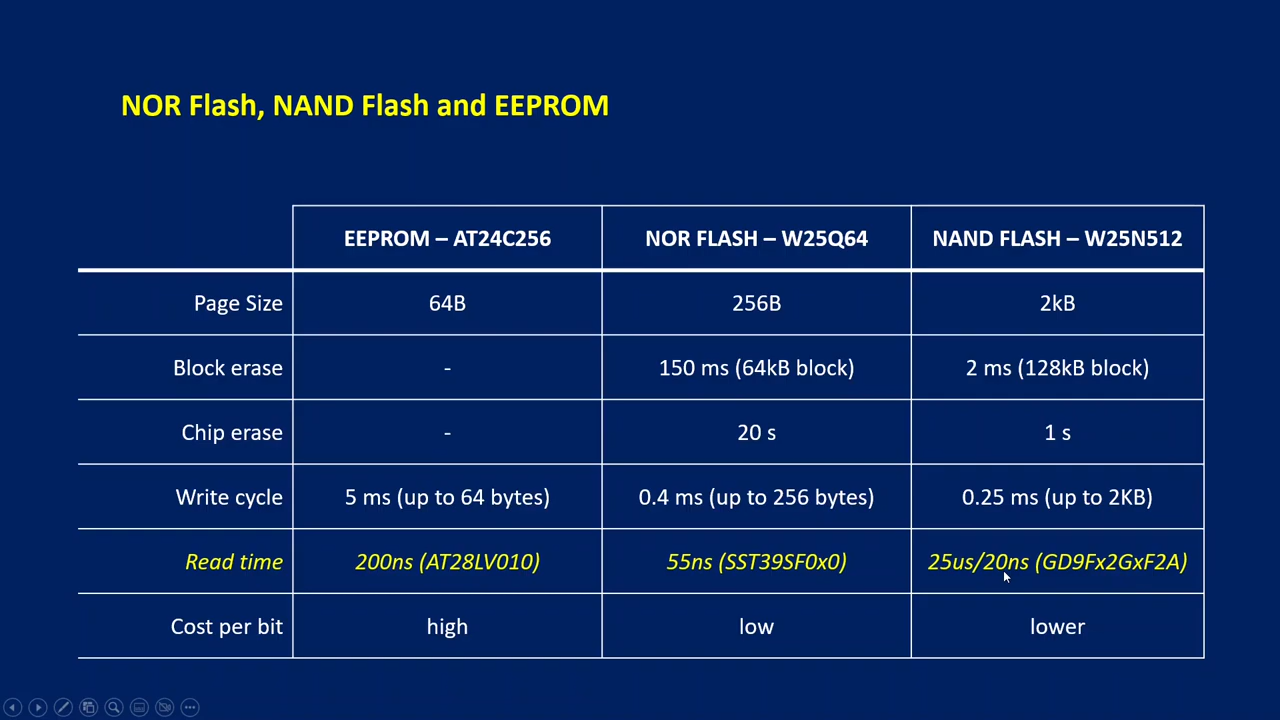 NOR Flash, NAND Flash and EEPROM
EEPROM – AT24C256 NOR FLASH – W25Q64 NAND FLASH – W25N512
Page Size 64B 256B 2kB
Block erase - 150 ms (64kB block) 2 ms (128kB block)
Chip erase - 20 s 1 s
Write cycle 5 ms (up to 64 bytes) 0.4 ms (up to 256 bytes) 0.25 ms (up to 2KB)
Read time 200ns (AT28LV010) 55ns (SST39SF0x0) 25us/20ns (GD9Fx2GxF2A)
Cost per bit high low lower